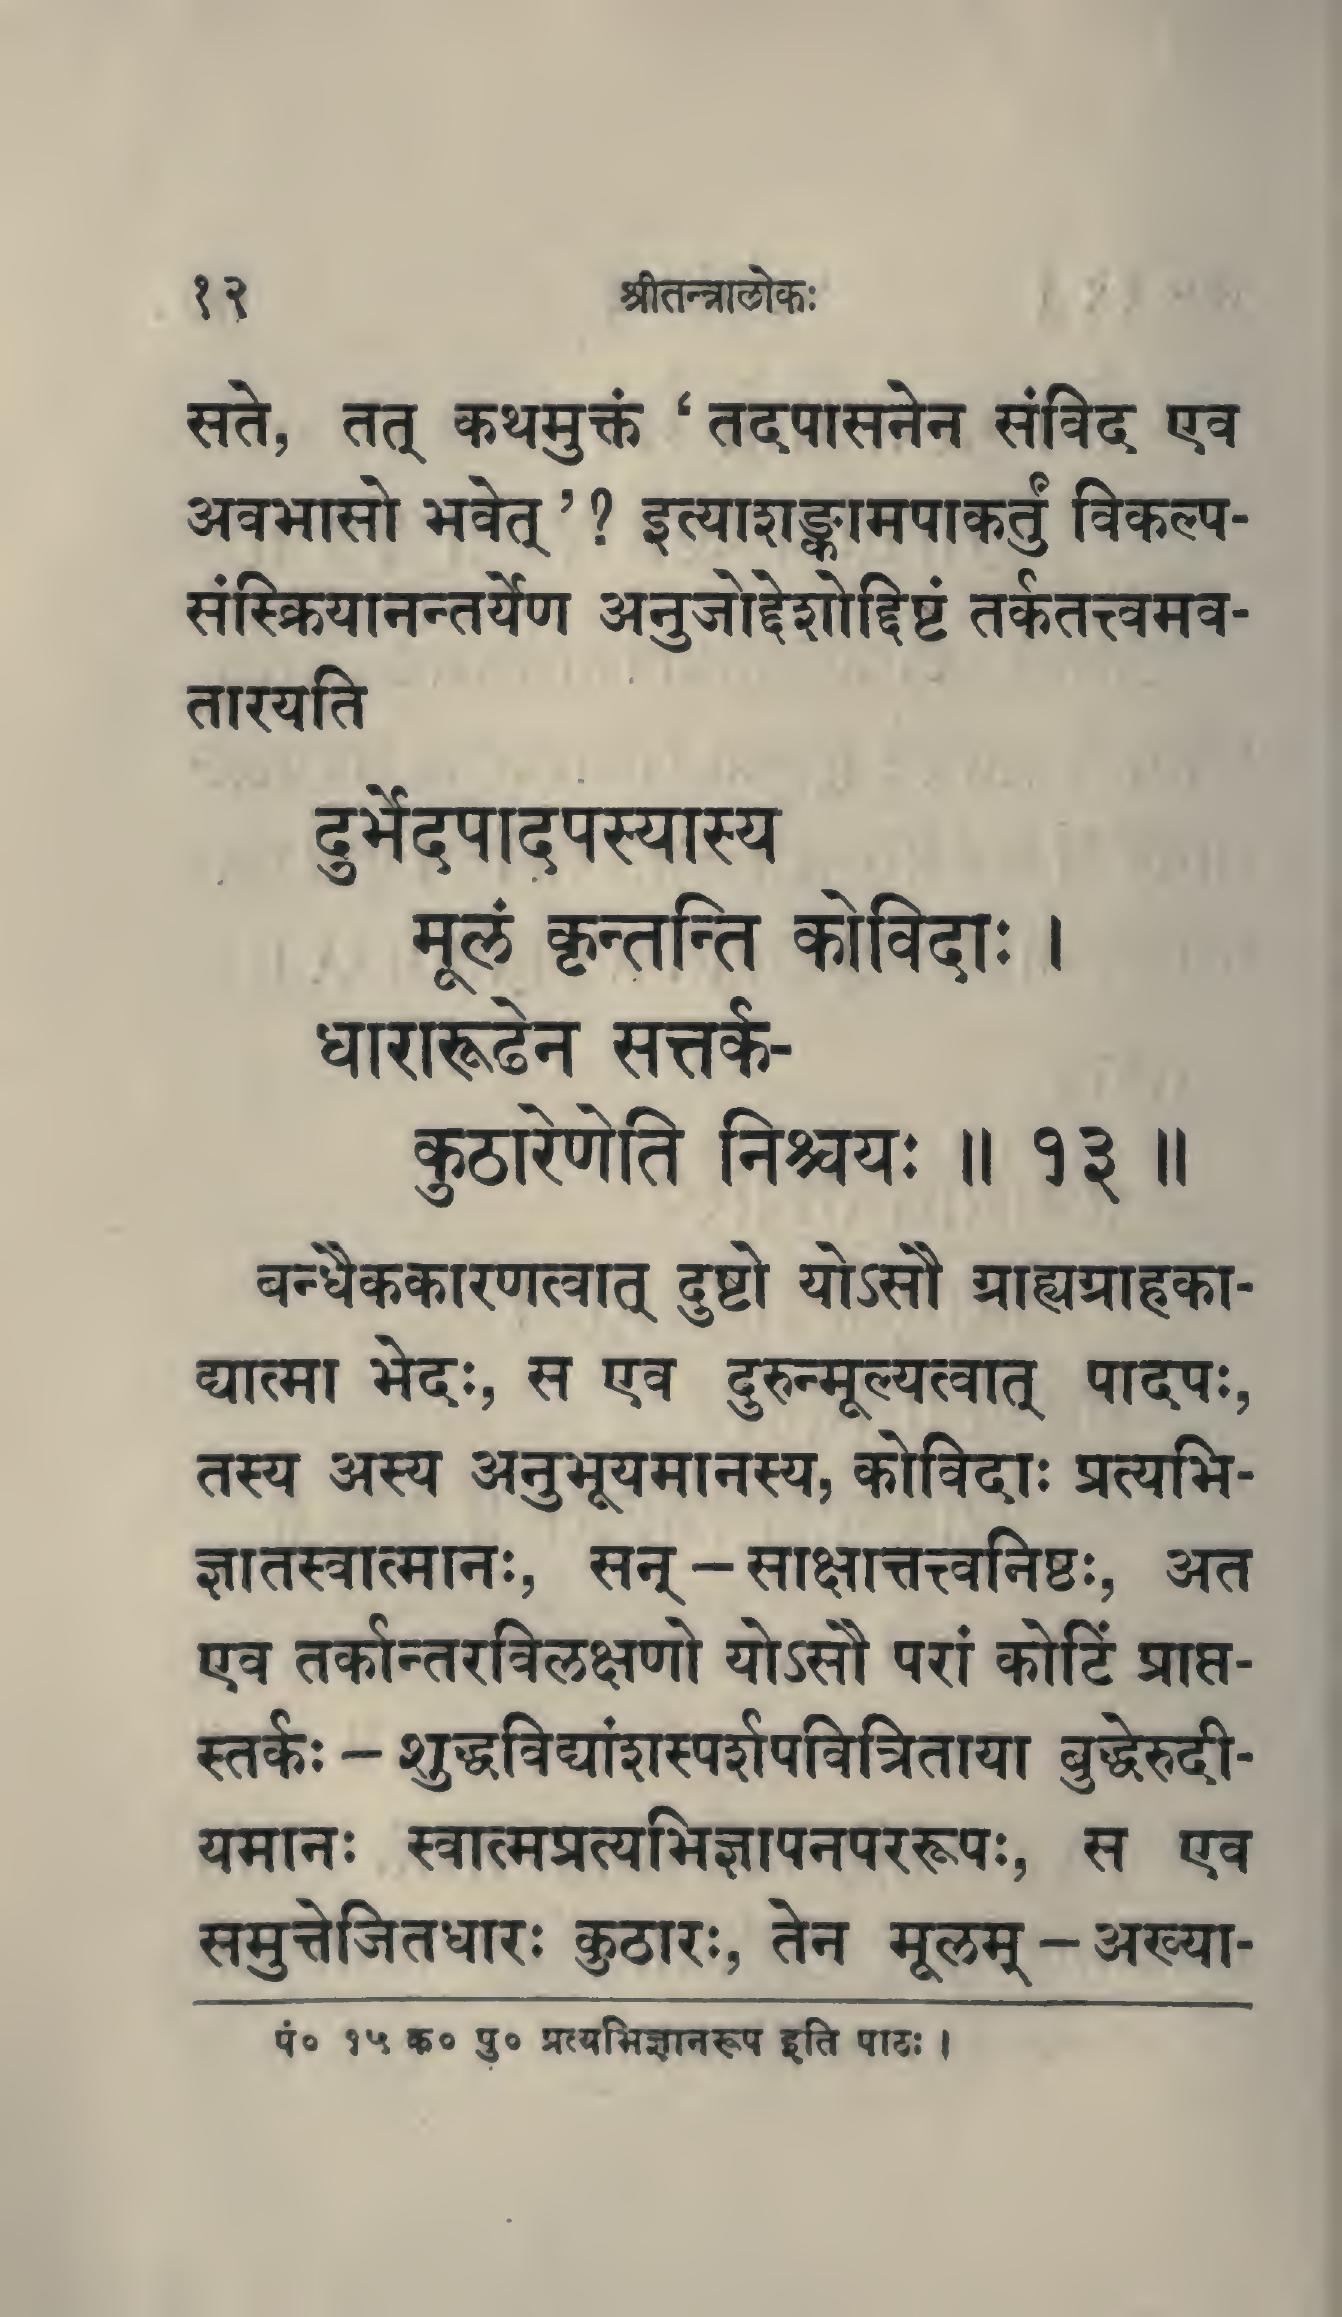 १२ श्रीतन्त्रालोकः
सते, तत् कथमुक्तं ‘तदपासनेन संविद एव
अवभासो भवेत्’? इत्याशङ्कामपाकर्तुं विकल्प-
संस्क्रियानन्तर्येण अनुजोद्देशोद्दिष्टं तर्कतत्त्वमव-
तारयति
दुर्भेदपादपस्यास्य
मूलं कृन्तन्ति कोविदाः ।
धारारूढेन सत्तर्क-
कुठारेणेति निश्चयः ॥ १३ ॥
बन्धैककारणत्वात् दुष्टो योऽसौ ग्राह्यग्राहका-
द्यात्मा भेदः, स एव दुरुन्मूल्यत्वात् पादपः,
तस्य अस्य अनुभूयमानस्य, कोविदाः प्रत्यभि-
ज्ञातस्वात्मानः, सन् – साक्षात्तत्त्वनिष्ठः, अत
एव तर्कान्तरविलक्षणो योऽसौ परां कोटिं प्राप्त-
स्तर्कः – शुद्धविद्यांशस्पर्शपवित्रिताया बुद्धेरुदी-
यमानः स्वात्मप्रत्यभिज्ञापनपररूपः, स एव
समुत्तेजितधारः कुठारः, तेन मूलम् – अख्या-
पं० १५ क० पु० प्रत्यभिज्ञानरूप इति पाठः ।